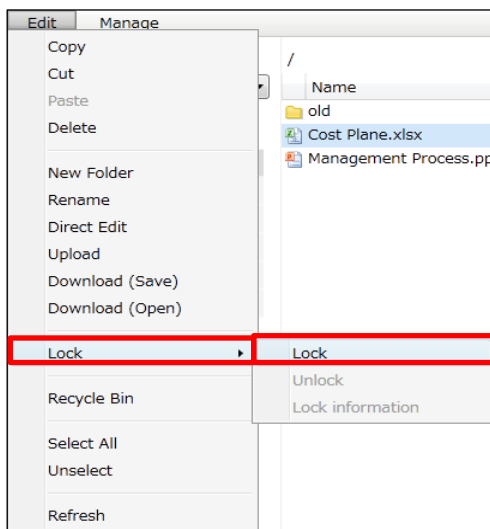 Edit Manage
Copy
Cut
Paste
Delete
New Folder
Rename
Direct Edit
Upload
Download (Save)
Download (Open)
Lock
Recycle Bin
Select All
Unselect
Refresh
/
Name
old
Cost Plane.xlsx
Management Process.pp
Lock
Unlock
Lock information